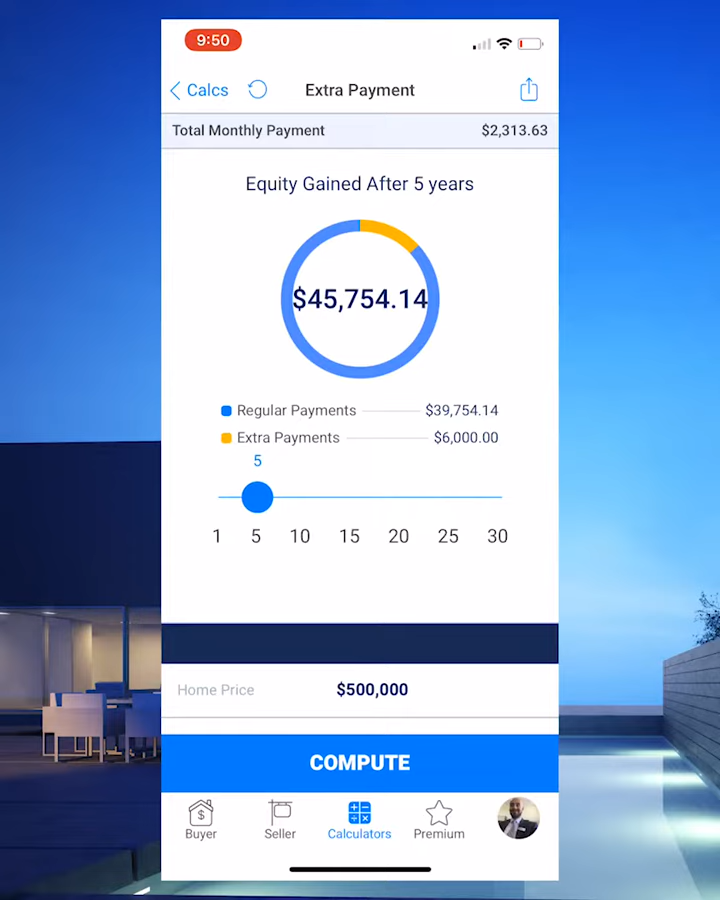 9:50
Calcs
Extra Payment
Total Monthly Payment $2,313.63
Equity Gained After 5 years
$45,754.14
Regular Payments $39,754.14
Extra Payments $6,000.00
5
1 5 10 15 20 25 30
Home Price $500,000
COMPUTE
Buyer Seller Calculators Premium